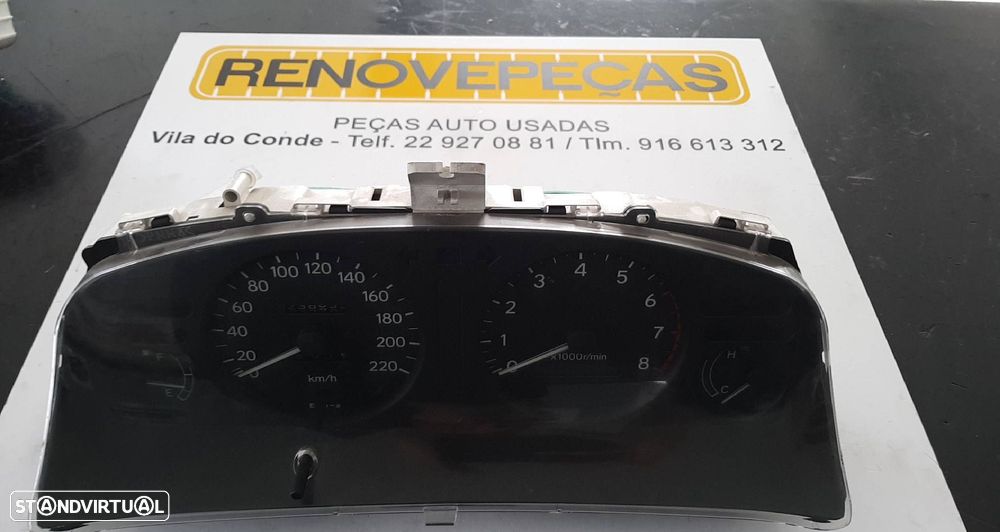 RENOVEPEÇAS
PEÇAS AUTO USADAS
Vila do Conde - Telf. 22 927 08 81 / Tlm. 916 613 312
0 20 40 60 80 100 120 140 160 180 200 220
km/h
0 1 2 3 4 5 6 7 8
x1000r/min
F
E
H
C
STANDVIRTUAL